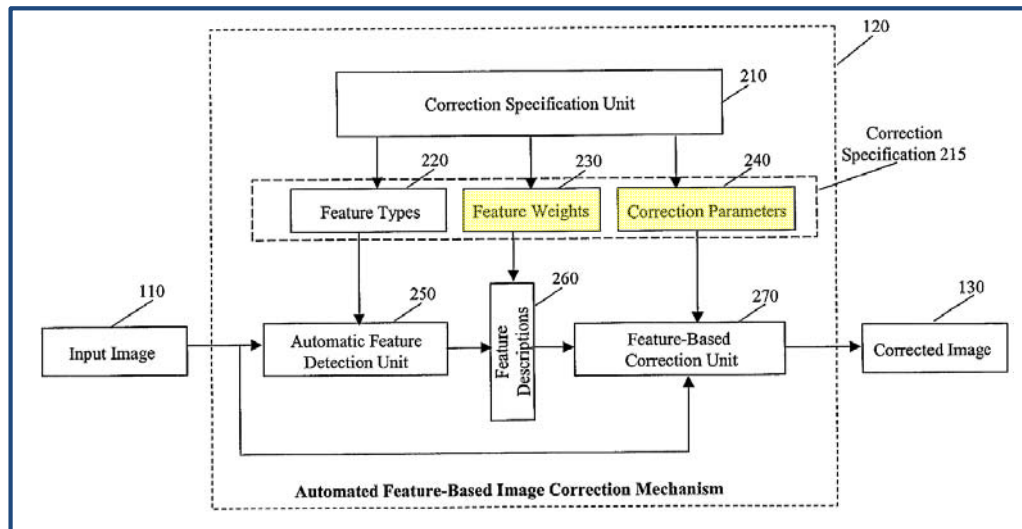 120
210
Correction Specification Unit
Correction
Specification 215
220
230
240
Feature Types
Feature Weights
Correction Parameters
110
250
260
270
130
Input Image
Automatic Feature
Detection Unit
Feature
Descriptions
Feature-Based
Correction Unit
Corrected Image
Automated Feature-Based Image Correction Mechanism